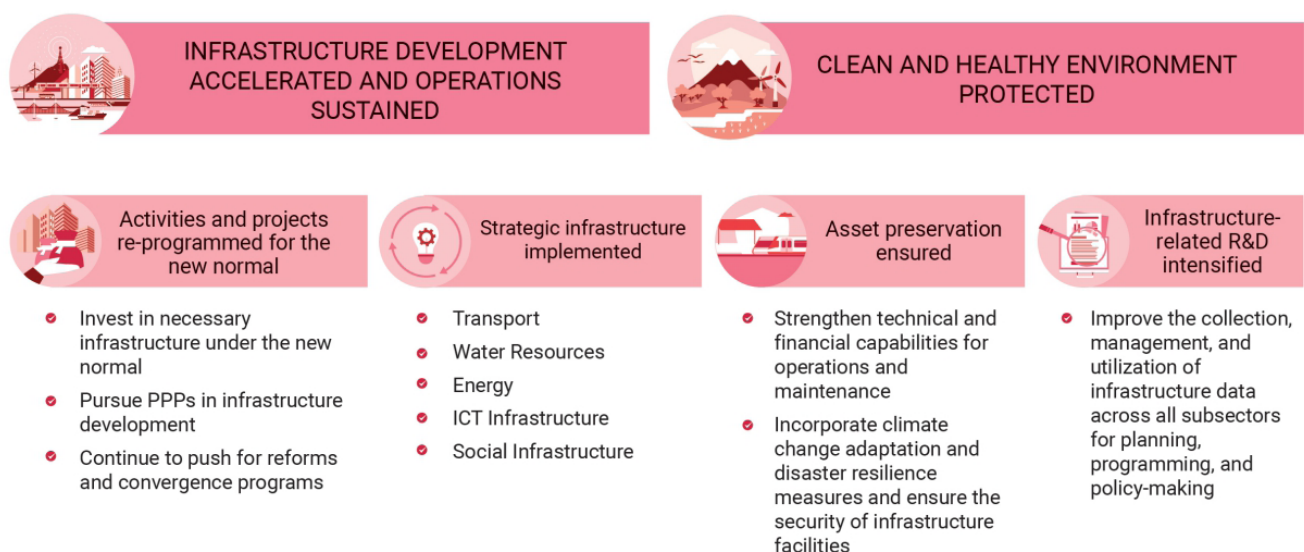 INFRASTRUCTURE DEVELOPMENT
ACCELERATED AND OPERATIONS
SUSTAINED
CLEAN AND HEALTHY ENVIRONMENT
PROTECTED
Activities and projects
re-programmed for the
new normal
Invest in necessary
infrastructure under the new
normal
Pursue PPPs in infrastructure
development
Continue to push for reforms
and convergence programs
Strategic infrastructure
implemented
Transport
Water Resources
Energy
ICT Infrastructure
Social Infrastructure
Asset preservation
ensured
Strengthen technical and
financial capabilities for
operations and
maintenance
Incorporate climate
change adaptation and
disaster resilience
measures and ensure the
security of infrastructure
facilities
Infrastructure-
related R&D
intensified
Improve the collection,
management, and
utilization of
infrastructure data
across all subsectors
for planning,
programming, and
policy-making